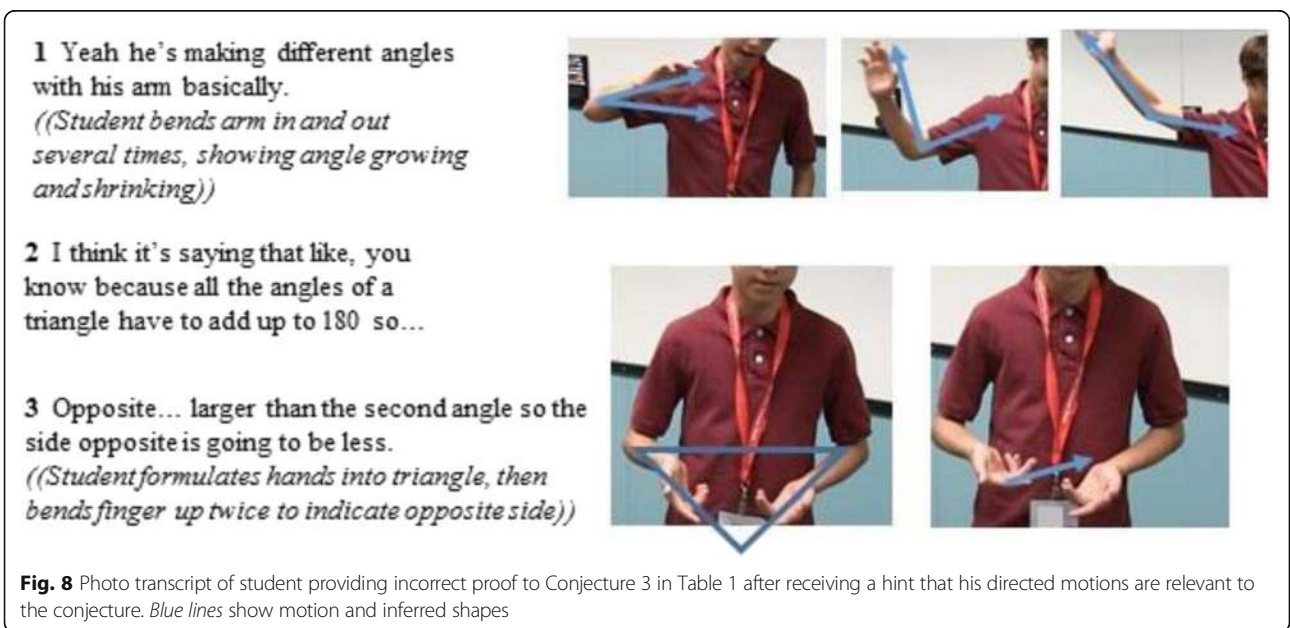 1 Yeah he's making different angles
with his arm basically.
((Student bends arm in and out
several times, showing angle growing
and shrinking))
2 I think it's saying that like, you
know because all the angles of a
triangle have to add up to 180 so...
3 Opposite... larger than the second angle so the
side opposite is going to be less.
((Student formulates hands into triangle, then
bends finger up twice to indicate opposite side))
Fig. 8 Photo transcript of student providing incorrect proof to Conjecture 3 in Table 1 after receiving a hint that his directed motions are relevant to
the conjecture. Blue lines show motion and inferred shapes